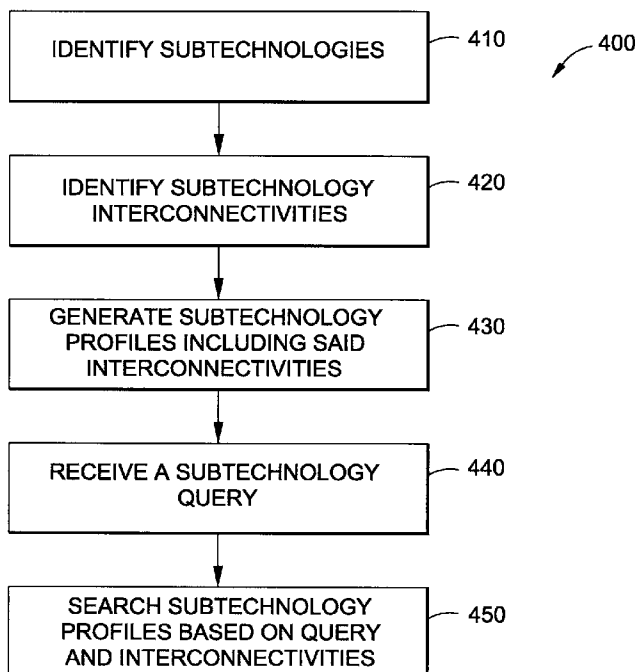 IDENTIFY SUBTECHNOLOGIES
410
400
IDENTIFY SUBTECHNOLOGY
INTERCONNECTIVITIES
420
GENERATE SUBTECHNOLOGY
PROFILES INCLUDING SAID
INTERCONNECTIVITIES
430
RECEIVE A SUBTECHNOLOGY
QUERY
440
SEARCH SUBTECHNOLOGY
PROFILES BASED ON QUERY
AND INTERCONNECTIVITIES
450